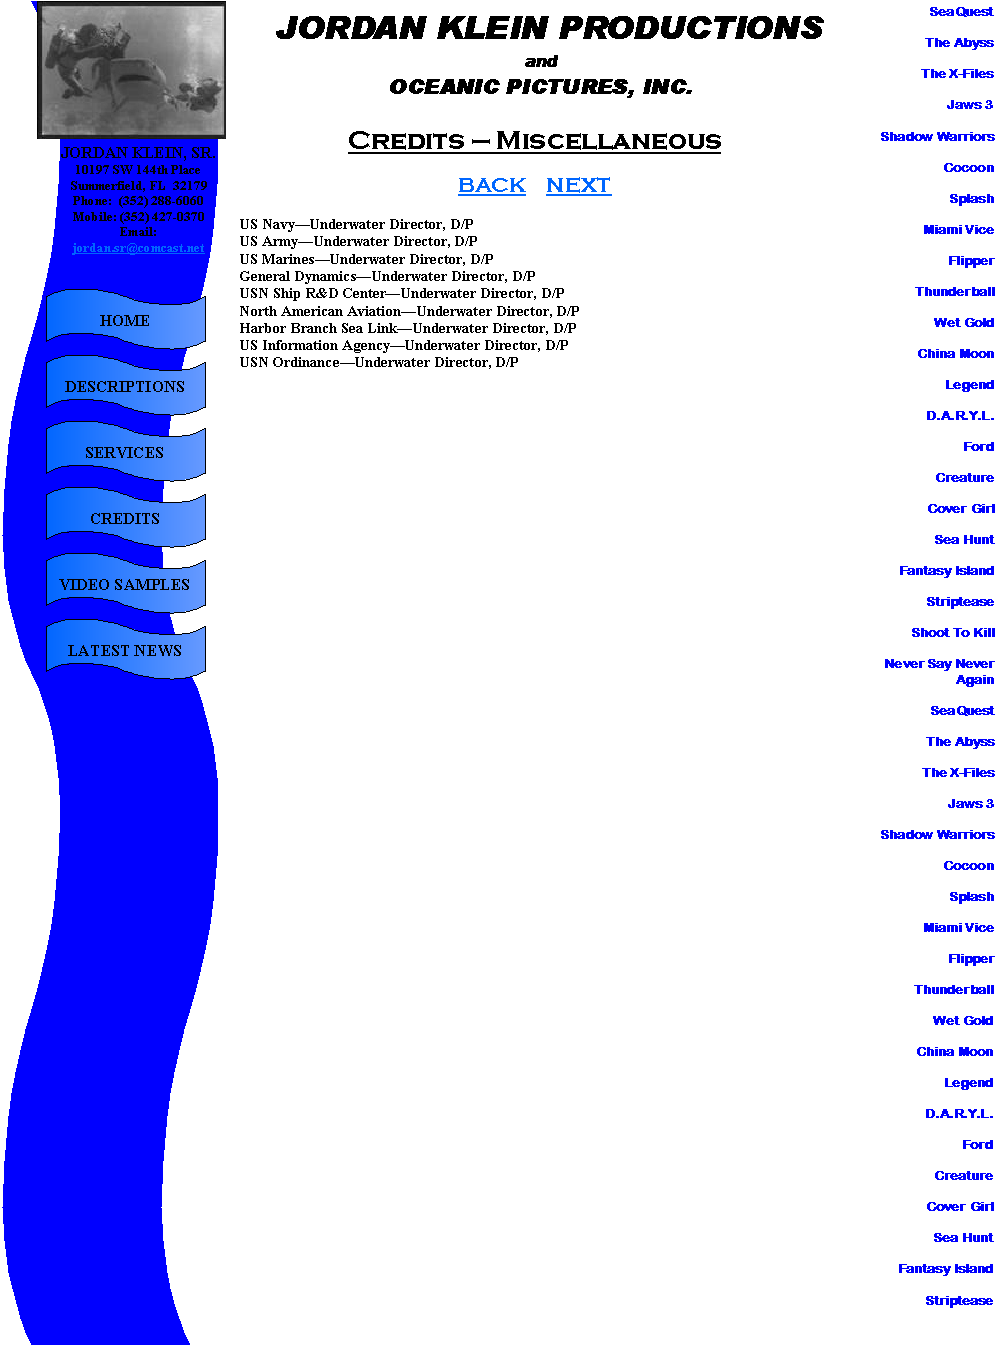 JORDAN KLEIN PRODUCTIONS
and
OCEANIC PICTURES, INC.
Credits – Miscellaneous
BACK NEXT
JORDAN KLEIN, SR.
10197 SW 144th Place
Summerfield, FL 32179
Phone: (352) 288-6060
Mobile: (352) 427-0370
Email:
jordan.sr@comcast.net
HOME
DESCRIPTIONS
SERVICES
CREDITS
VIDEO SAMPLES
LATEST NEWS
US Navy—Underwater Director, D/P
US Army—Underwater Director, D/P
US Marines—Underwater Director, D/P
General Dynamics—Underwater Director, D/P
USN Ship R&D Center—Underwater Director, D/P
North American Aviation—Underwater Director, D/P
Harbor Branch Sea Link—Underwater Director, D/P
US Information Agency—Underwater Director, D/P
USN Ordinance—Underwater Director, D/P
SeaQuest
The Abyss
The X-Files
Jaws 3
Shadow Warriors
Cocoon
Splash
Miami Vice
Flipper
Thunderball
Wet Gold
China Moon
Legend
D.A.R.Y.L.
Ford
Creature
Cover Girl
Sea Hunt
Fantasy Island
Striptease
Shoot To Kill
Never Say Never
Again
SeaQuest
The Abyss
The X-Files
Jaws 3
Shadow Warriors
Cocoon
Splash
Miami Vice
Flipper
Thunderball
Wet Gold
China Moon
Legend
D.A.R.Y.L.
Ford
Creature
Cover Girl
Sea Hunt
Fantasy Island
Striptease